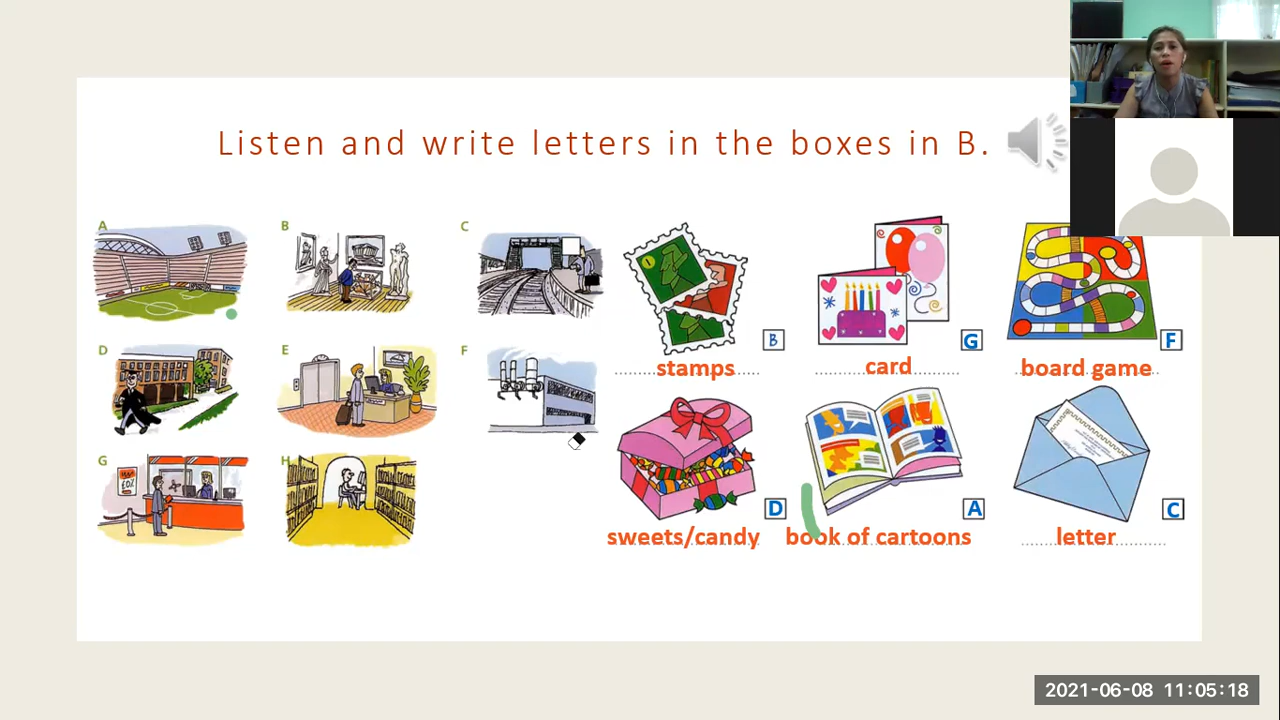 Listen and write letters in the boxes in B.
A
B
C
D
E
F
G
H
B
stamps
G
card
F
board game
D
sweets/candy
A
book of cartoons
C
letter
2021-06-08 11:05:18